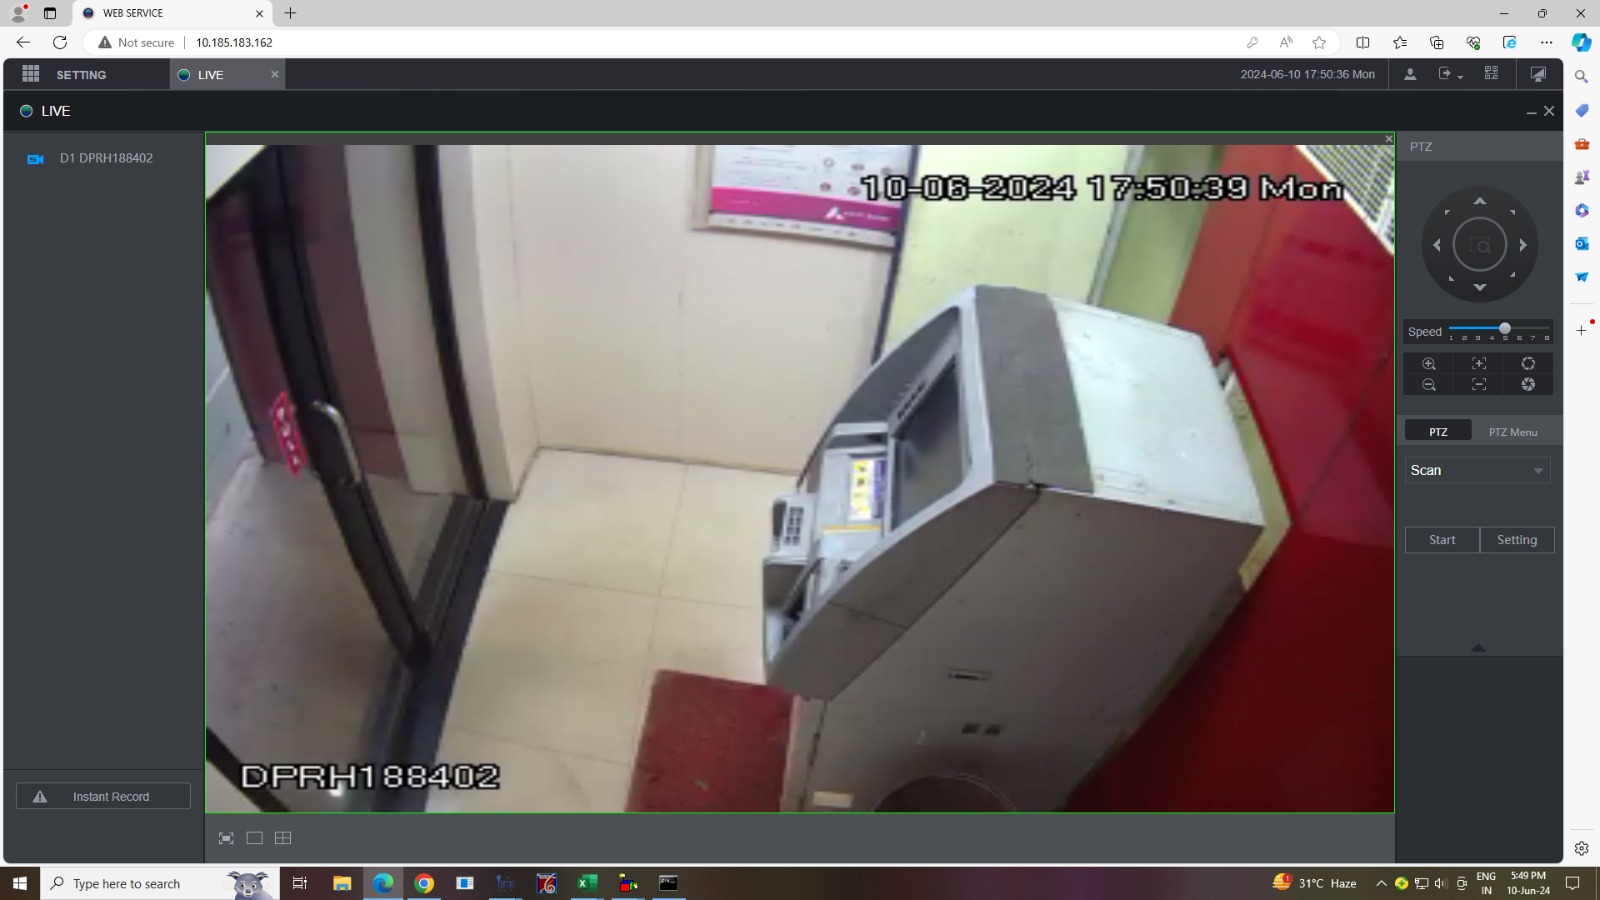 WEB SERVICE
Not secure
10.185.183.162
SETTING
LIVE
2024-06-10 17:50:36 Mon
LIVE
D1 DPRH188402
PTZ
10-06-2024 17:50:39 Mon
Speed
1 2 3 4 5 6 7 8
PTZ
PTZ Menu
Scan
Start
Setting
DPRH188402
Instant Record
Type here to search
31°C Haze
ENG
IN
5:49 PM
10-Jun-24